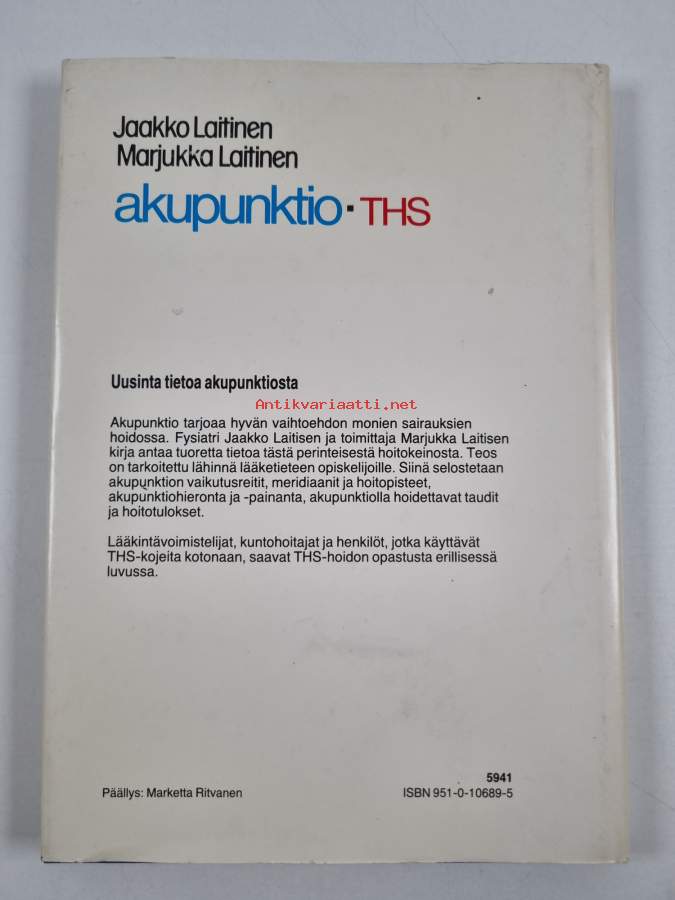 Jaakko Laitinen
Marjukka Laitinen
akupunktio · THS
Uusinta tietoa akupunktiosta
Antikvariaatti.net
Akupunktio tarjoaa hyvän vaihtoehdon monien sairauksien
hoidossa. Fysiatri Jaakko Laitisen ja toimittaja Marjukka Laitisen
kirja antaa tuoretta tietoa tästä perinteisestä hoitokeinosta. Teos
on tarkoitettu lähinnä lääketieteen opiskelijoille. Siinä selostetaan
akupunktion vaikutusreitit, meridiaanit ja hoitopisteet,
akupunktiohieronta ja -painanta, akupunktiolla hoidettavat taudit
ja hoitotulokset.
Lääkintävoimistelijat, kuntohoitajat ja henkilöt, jotka käyttävät
THS-kojeita kotonaan, saavat THS-hoidon opastusta erillisessä
luvussa.
5941
Päällys: Marketta Ritvanen ISBN 951-0-10689-5